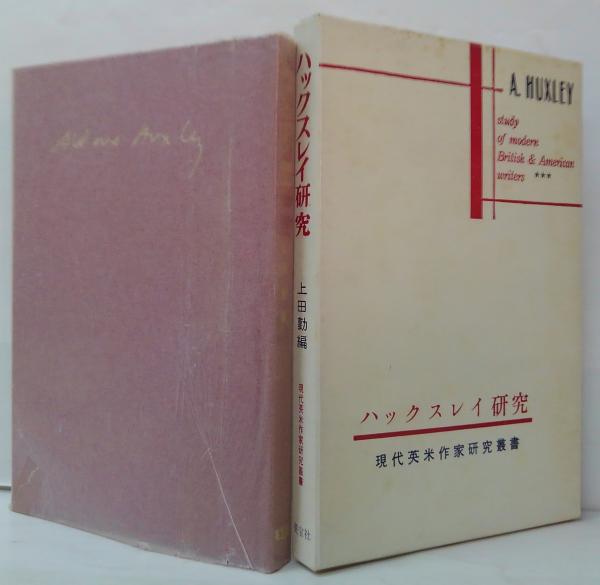 Aldous Huxley
ハックスレイ研究
上田勤編
現代英米作家研究叢書
A. HUXLEY
study
of modern
British & American
writers ***
ハックスレイ研究
現代英米作家研究叢書